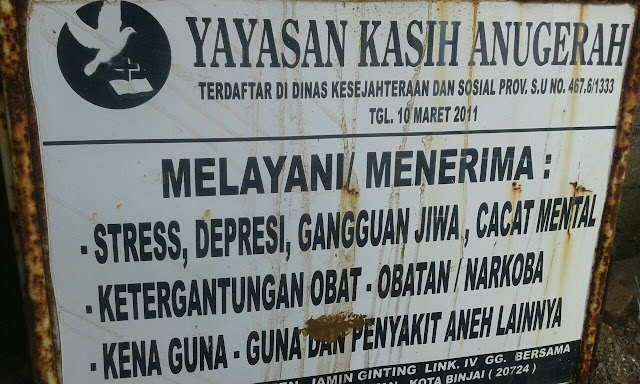 YAYASAN KASIH ANUGERAH
TERDAFTAR DI DINAS KESEJAHTERAAN DAN SOSIAL PROV. S.U NO. 467.6/1333
TGL. 10 MARET 2011
MELAYANI/ MENERIMA :
· STRESS, DEPRESI, GANGGUAN JIWA , CACAT MENTAL
· KETERGANTUNGAN OBAT - OBATAN / NARKOBA
· KENA GUNA - GUNA DAN PENYAKIT ANEH LAINNYA
JAMIN GINTING LINK. IV GG. BERSAMA
KOTA BINJAI ( 20724 )